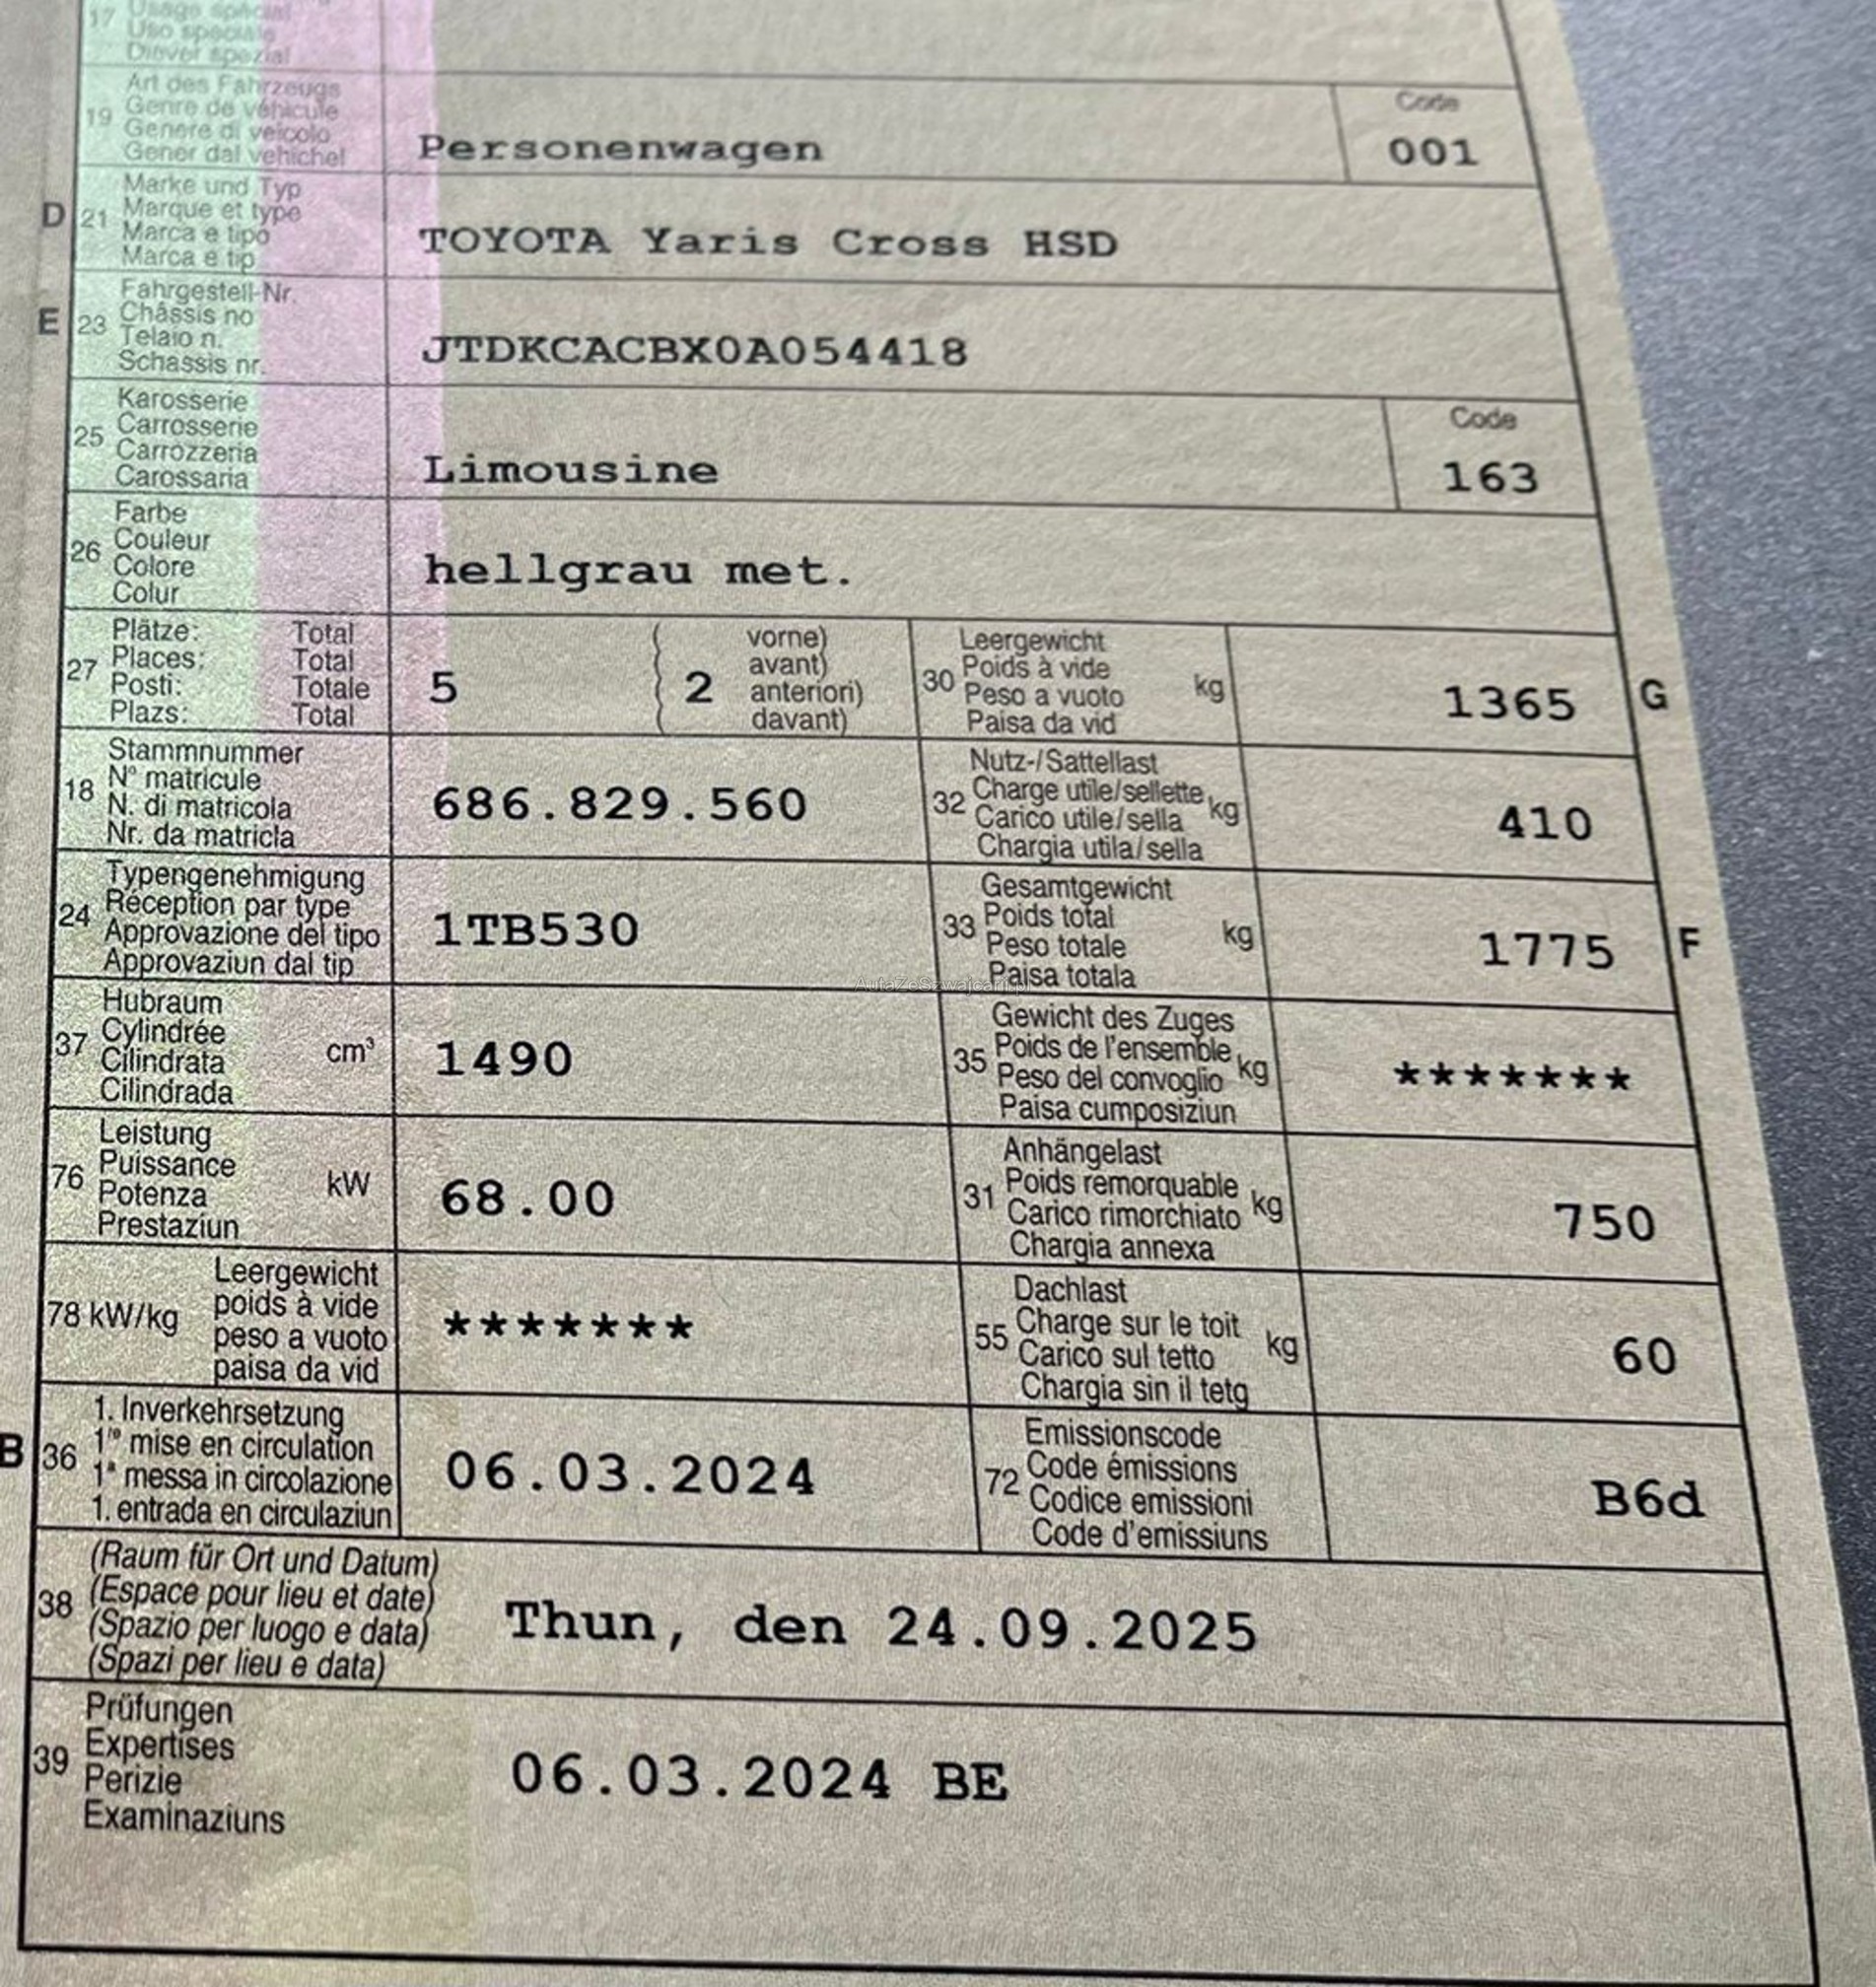 17 Usage spécial
Uso speciale
Diever spezial
19 Art des Fahrzeugs
Genre de véhicule
Genere di veicolo
Gener dal vehichel
Personenwagen
Code
001
D 21 Marke und Typ
Marque et type
Marca e tipo
Marca e tip
TOYOTA Yaris Cross HSD
E 23 Fahrgestell-Nr.
Châssis no
Telaio n.
Schassis nr.
JTDKCACBX0A054418
25 Karosserie
Carrosserie
Carrozzeria
Carossaria
Limousine
Code
163
26 Farbe
Couleur
Colore
Colur
hellgrau met.
27 Plätze: Total
Places: Total
Posti: Totale
Plazs: Total
5 ( 2 vorne)
avant)
anteriori)
davant)
30 Leergewicht
Poids à vide
Peso a vuoto
Paisa da vid
kg
1365 G
18 Stammnummer
N° matricule
N. di matricola
Nr. da matricla
686.829.560
32 Nutz-/Sattellast
Charge utile/sellette
Carico utile/sella
Chargia utila/sella
kg
410
24 Typengenehmigung
Réception par type
Approvazione del tipo
Approvaziun dal tip
1TB530
33 Gesamtgewicht
Poids total
Peso totale
Paisa totala
kg
1775 F
37 Hubraum
Cylindrée
Cilindrata
Cilindrada
cm³
1490
35 Gewicht des Zuges
Poids de l'ensemble
Peso del convoglio
Paisa cumposiziun
kg
*******
76 Leistung
Puissance
Potenza
Prestaziun
kW
68.00
31 Anhängelast
Poids remorquable
Carico rimorchiato
Chargia annexa
kg
750
78 kW/kg Leergewicht
poids à vide
peso a vuoto
paisa da vid
*******
55 Dachlast
Charge sur le toit
Carico sul tetto
Chargia sin il tetg
kg
60
B 36 1. Inverkehrsetzung
1re mise en circulation
1ª messa in circolazione
1. entrada en circulaziun
06.03.2024
72 Emissionscode
Code émissions
Codice emissioni
Code d'emissiuns
B6d
38 (Raum für Ort und Datum)
(Espace pour lieu et date)
(Spazio per luogo e data)
(Spazi per lieu e data)
Thun, den 24.09.2025
39 Prüfungen
Expertises
Perizie
Examinaziuns
06.03.2024 BE